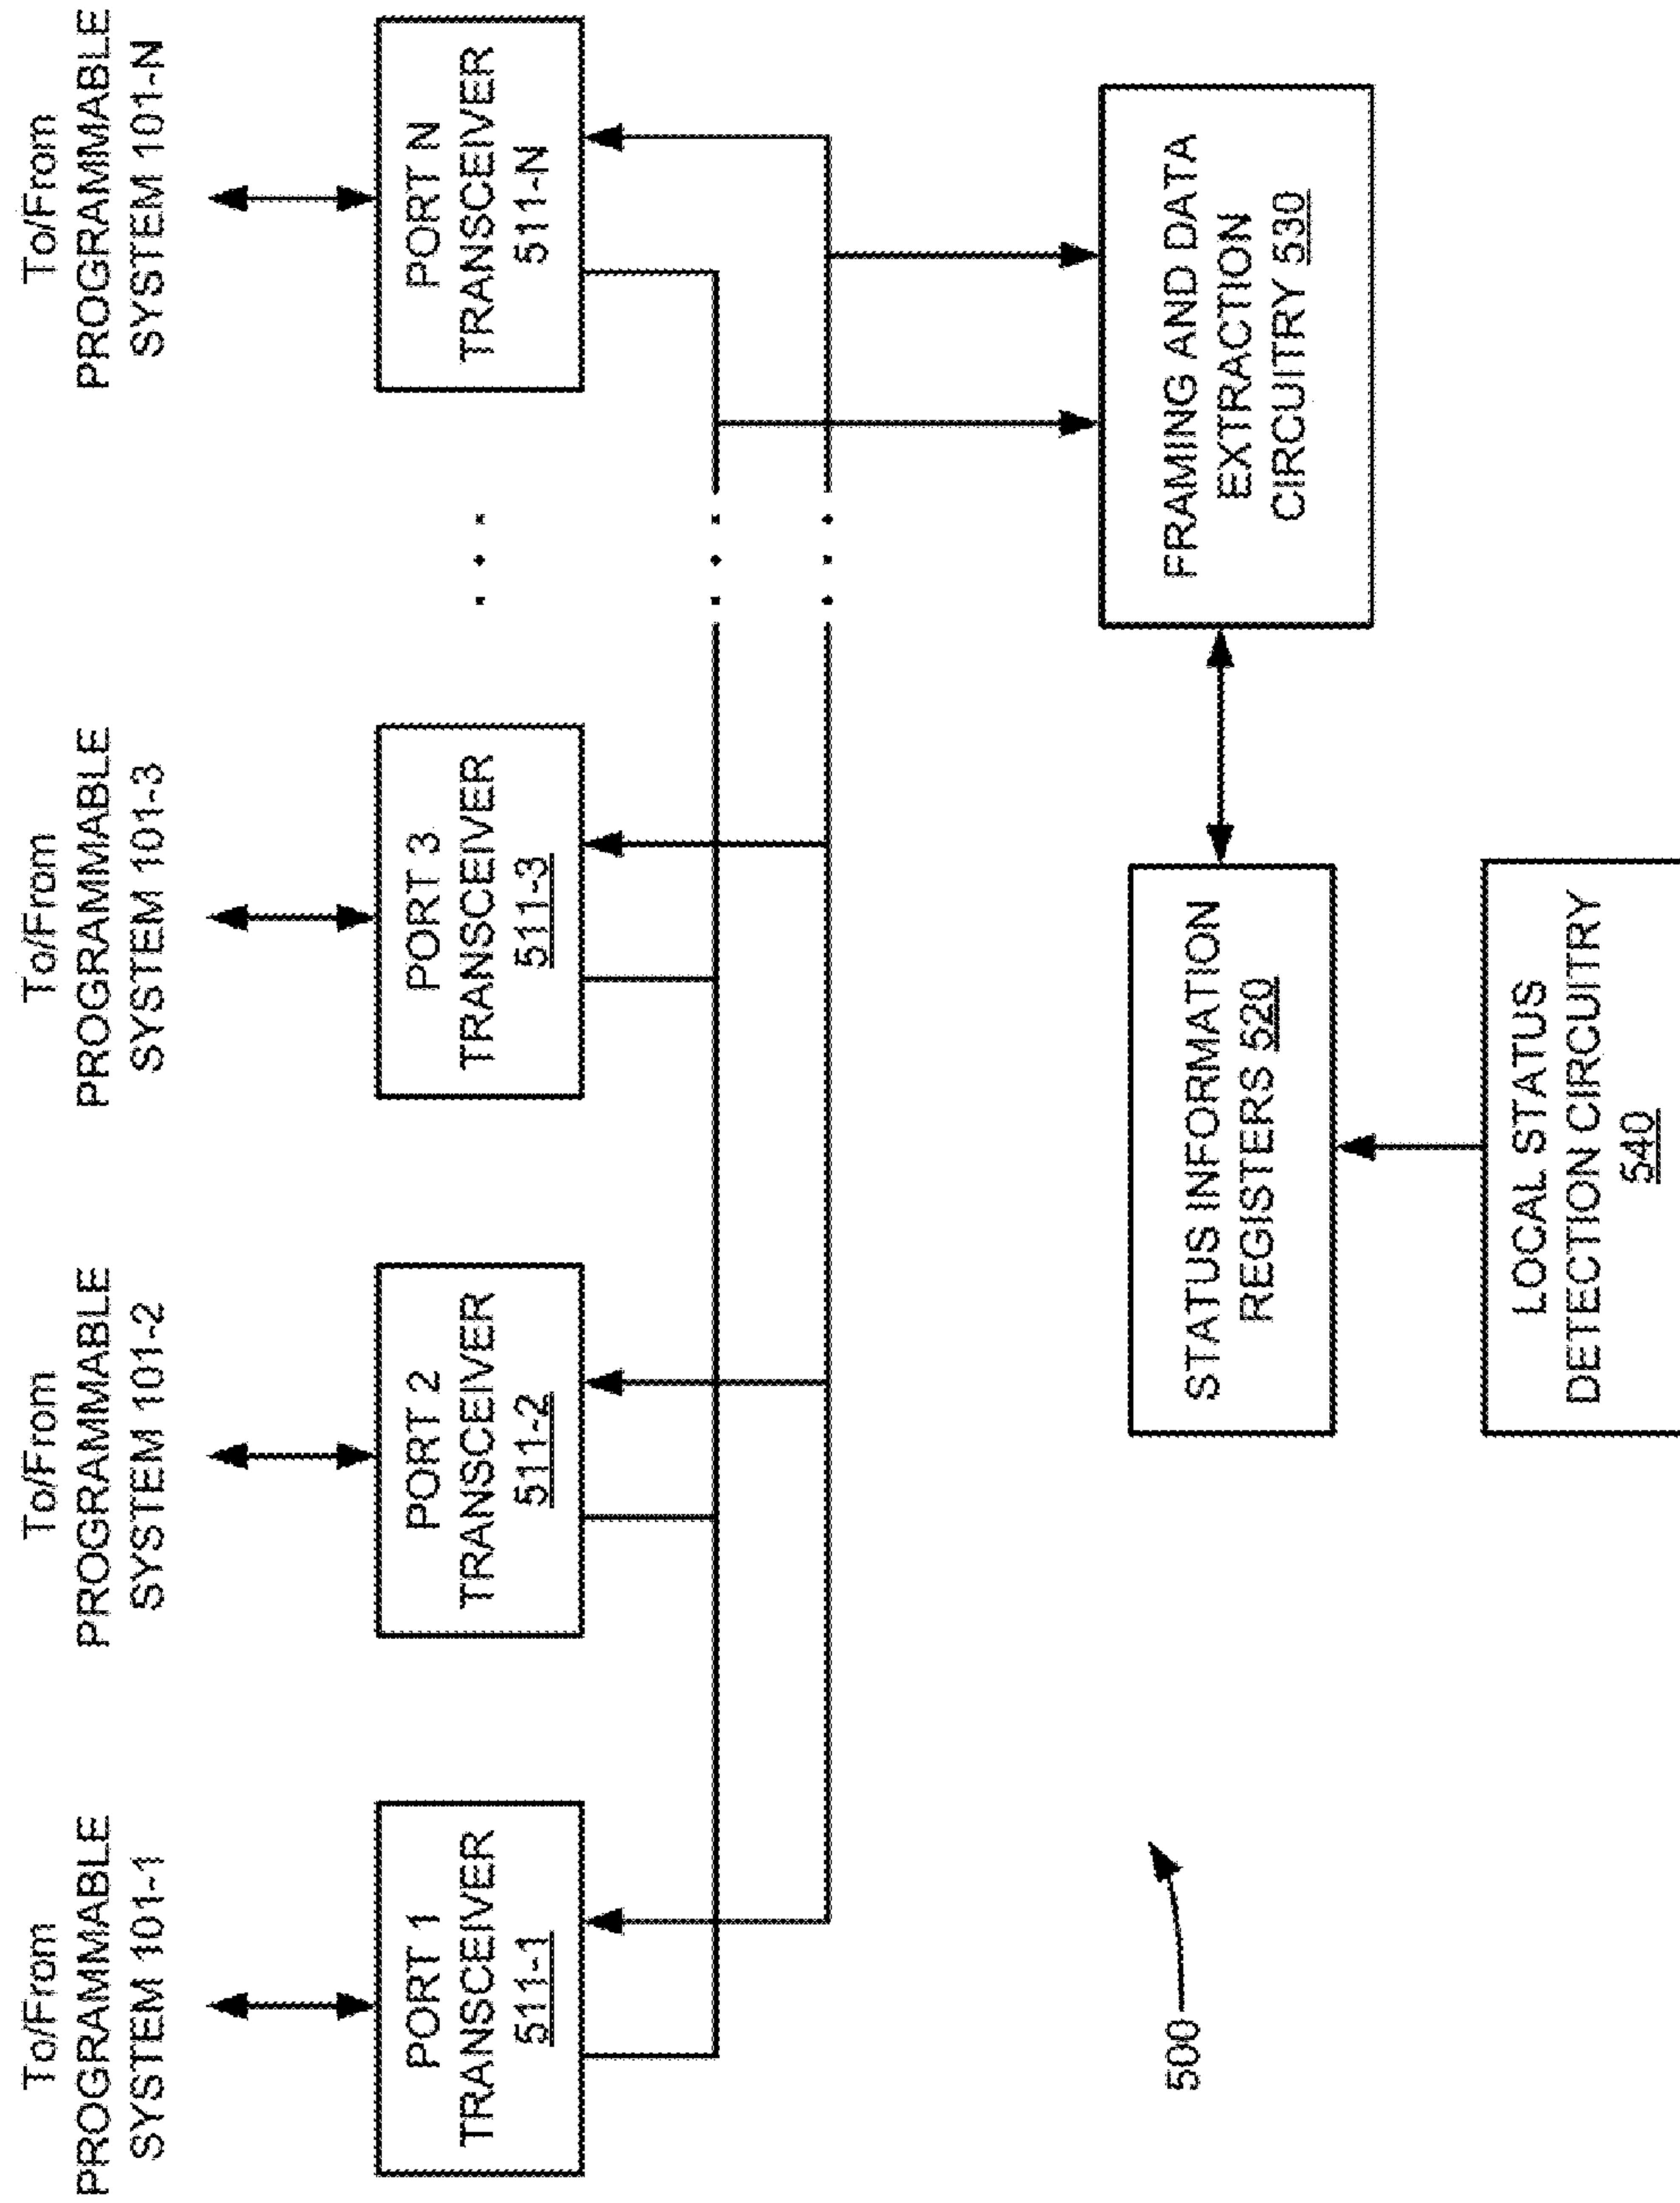 To/From
PROGRAMMABLE
SYSTEM 101-1
To/From
PROGRAMMABLE
SYSTEM 101-2
To/From
PROGRAMMABLE
SYSTEM 101-3
To/From
PROGRAMMABLE
SYSTEM 101-N
PORT 1
TRANSCEIVER
511-1
PORT 2
TRANSCEIVER
511-2
PORT 3
TRANSCEIVER
511-3
. . .
PORT N
TRANSCEIVER
511-N
. . .
. . .
500
STATUS INFORMATION
REGISTERS 520
FRAMING AND DATA
EXTRACTION
CIRCUITRY 530
LOCAL STATUS
DETECTION CIRCUITRY
540